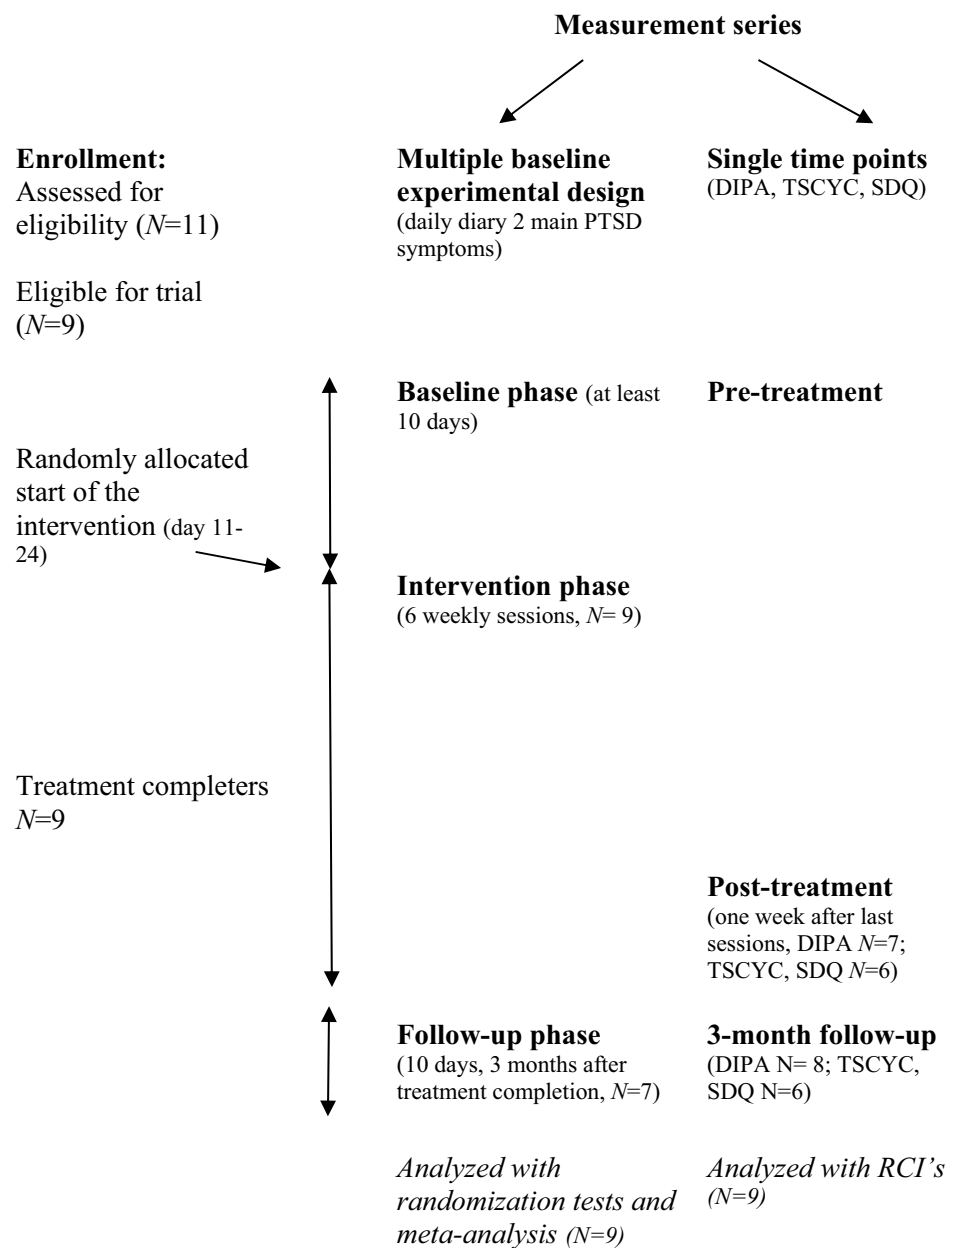 Measurement series
Enrollment:
Assessed for
eligibility (N=11)
Eligible for trial
(N=9)
Multiple baseline
experimental design
(daily diary 2 main PTSD
symptoms)
Single time points
(DIPA, TSCYC, SDQ)
Baseline phase (at least
10 days)
Pre-treatment
Randomly allocated
start of the
intervention (day 11-
24)
Intervention phase
(6 weekly sessions, N= 9)
Treatment completers
N=9
Post-treatment
(one week after last
sessions, DIPA N=7;
TSCYC, SDQ N=6)
Follow-up phase
(10 days, 3 months after
treatment completion, N=7)
3-month follow-up
(DIPA N= 8; TSCYC,
SDQ N=6)
Analyzed with
randomization tests and
meta-analysis (N=9)
Analyzed with RCI’s
(N=9)